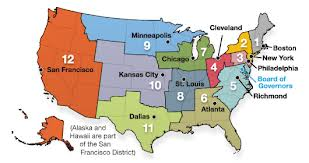 Cleveland
Minneapolis
9
Chicago
7
2
1
Boston
New York
3
Philadelphia
Board of
Governors
4
5
Richmond
12
San Francisco
Kansas City
10
St. Louis
8
6
Atlanta
Dallas
11
(Alaska and
Hawaii are part
of the San
Francisco District)